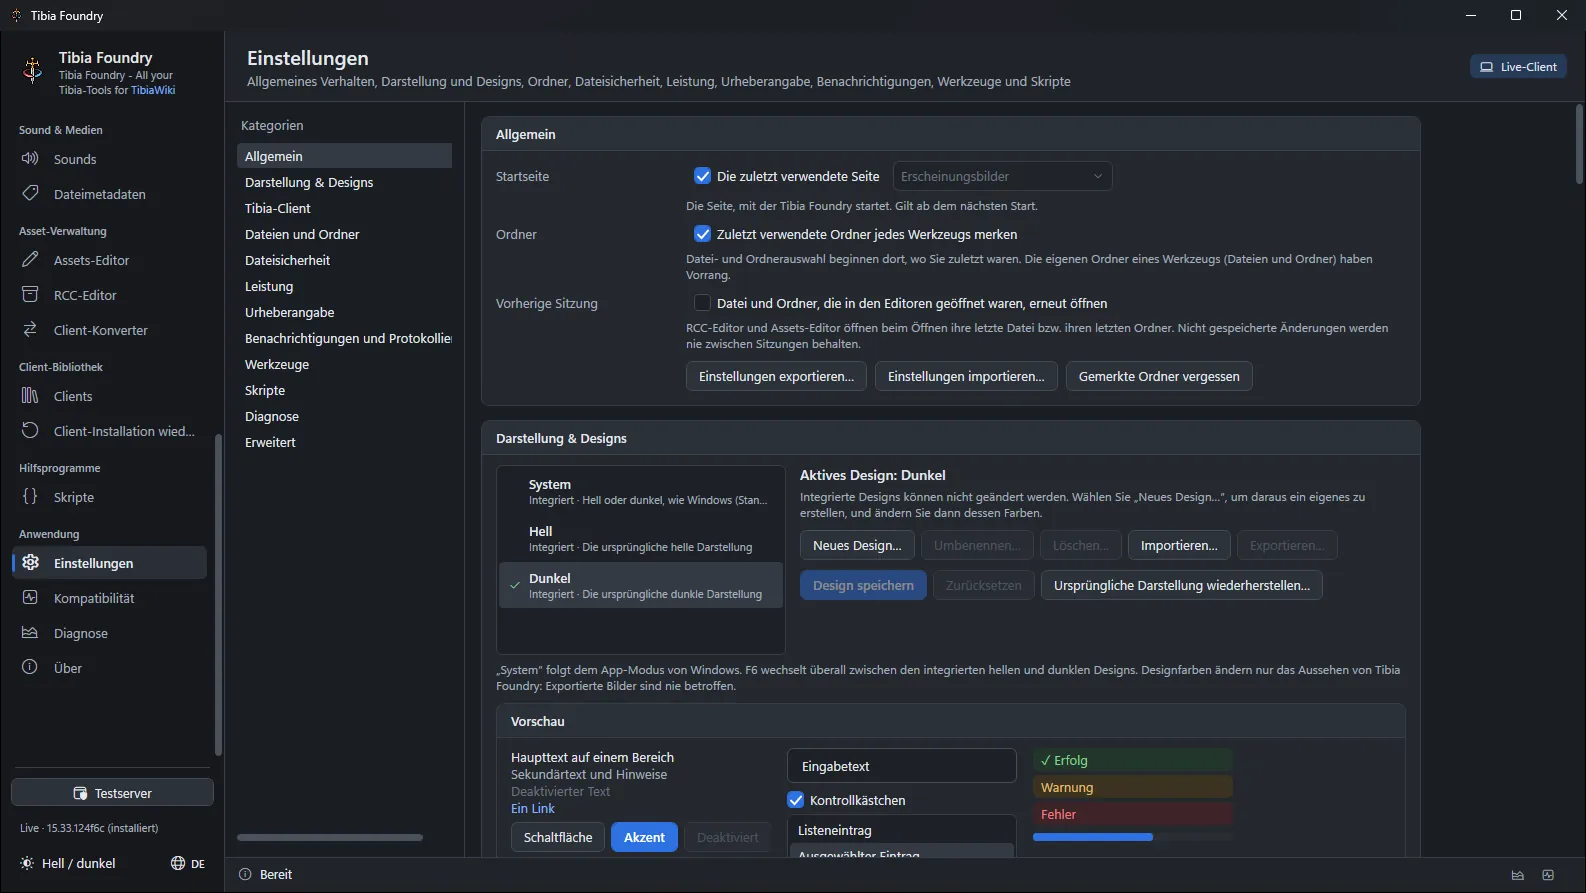 Tibia Foundry
Tibia Foundry
Tibia Foundry - All your
Tibia-Tools for TibiaWiki
Sound & Medien
Sounds
Dateimetadaten
Asset-Verwaltung
Assets-Editor
RCC-Editor
Client-Konverter
Client-Bibliothek
Clients
Client-Installation wied...
Hilfsprogramme
Skripte
Anwendung
Einstellungen
Kompatibilität
Diagnose
Über
Testserver
Live · 15.33.124f6c (installiert)
Hell / dunkel
DE
Einstellungen
Allgemeines Verhalten, Darstellung und Designs, Ordner, Dateisicherheit, Leistung, Urheberangabe, Benachrichtigungen, Werkzeuge und Skripte
Live-Client
Kategorien
Allgemein
Darstellung & Designs
Tibia-Client
Dateien und Ordner
Dateisicherheit
Leistung
Urheberangabe
Benachrichtigungen und Protokollier
Werkzeuge
Skripte
Diagnose
Erweitert
Allgemein
Startseite
Die zuletzt verwendete Seite
Erscheinungsbilder
Die Seite, mit der Tibia Foundry startet. Gilt ab dem nächsten Start.
Ordner
Zuletzt verwendete Ordner jedes Werkzeugs merken
Datei- und Ordnerauswahl beginnen dort, wo Sie zuletzt waren. Die eigenen Ordner eines Werkzeugs (Dateien und Ordner) haben
Vorrang.
Vorherige Sitzung
Datei und Ordner, die in den Editoren geöffnet waren, erneut öffnen
RCC-Editor und Assets-Editor öffnen beim Öffnen ihre letzte Datei bzw. ihren letzten Ordner. Nicht gespeicherte Änderungen werden
nie zwischen Sitzungen behalten.
Einstellungen exportieren...
Einstellungen importieren...
Gemerkte Ordner vergessen
Darstellung & Designs
System
Integriert · Hell oder dunkel, wie Windows (Stan...
Hell
Integriert · Die ursprüngliche helle Darstellung
Dunkel
Integriert · Die ursprüngliche dunkle Darstellung
Aktives Design: Dunkel
Integrierte Designs können nicht geändert werden. Wählen Sie „Neues Design...“, um daraus ein eigenes zu
erstellen, und ändern Sie dann dessen Farben.
Neues Design...
Umbenennen...
Löschen...
Importieren...
Exportieren...
Design speichern
Zurücksetzen
Ursprüngliche Darstellung wiederherstellen...
„System“ folgt dem App-Modus von Windows. F6 wechselt überall zwischen den integrierten hellen und dunklen Designs. Designfarben ändern nur das Aussehen von Tibia
Foundry: Exportierte Bilder sind nie betroffen.
Vorschau
Haupttext auf einem Bereich
Sekundärtext und Hinweise
Deaktivierter Text
Ein Link
Schaltfläche
Akzent
Deaktiviert
Eingabetext
Kontrollkästchen
Listeneintrag
Ausgewählter Eintrag
✓ Erfolg
Warnung
Fehler
Bereit